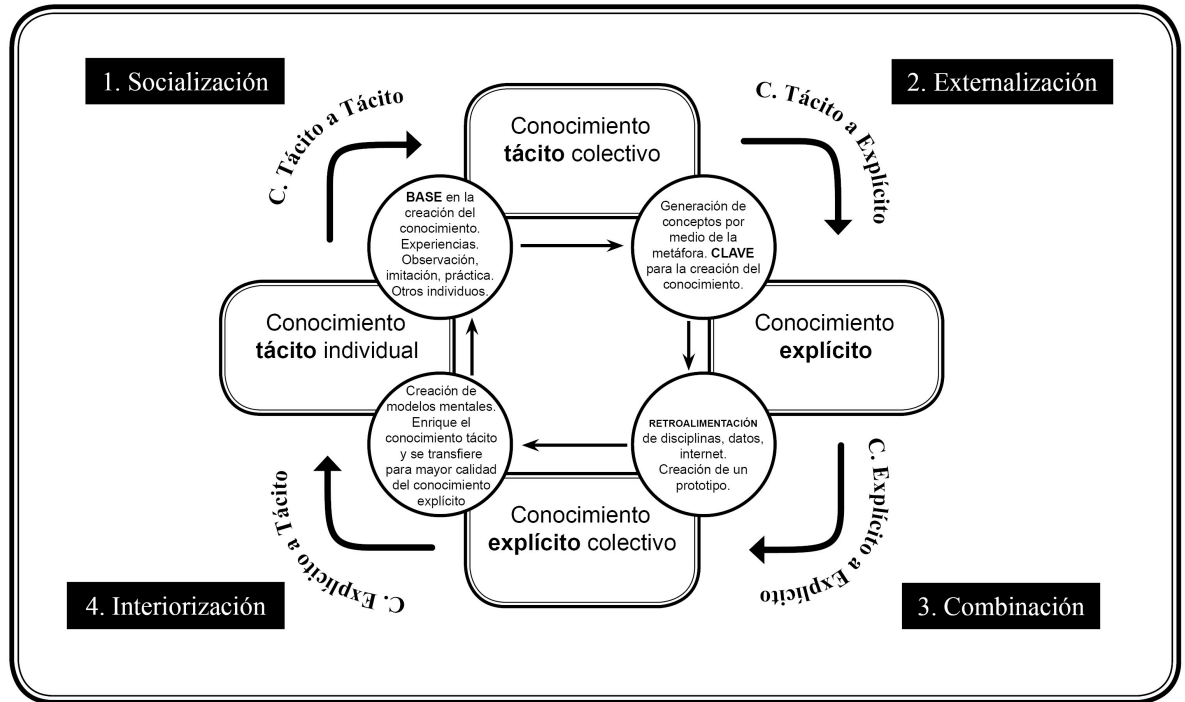 1. Socialización
2. Externalización
C. Tácito a Tácito
C. Tácito a Explícito
Conocimiento
tácito colectivo
BASE en la
creación del
conocimiento.
Experiencias.
Observación,
imitación, práctica.
Otros individuos.
Generación de
conceptos por
medio de la
metáfora. CLAVE
para la creación del
conocimiento.
Conocimiento
tácito individual
Conocimiento
explícito
Creación de
modelos mentales.
Enrique el
conocimiento tácito
y se transfiere
para mayor calidad
del conocimiento
explícito
RETROALIMENTACIÓN
de disciplinas, datos,
internet.
Creación de un
prototipo.
Conocimiento
explícito colectivo
C. Explícito a Tácito
C. Explícito a Explícito
4. Interiorización
3. Combinación